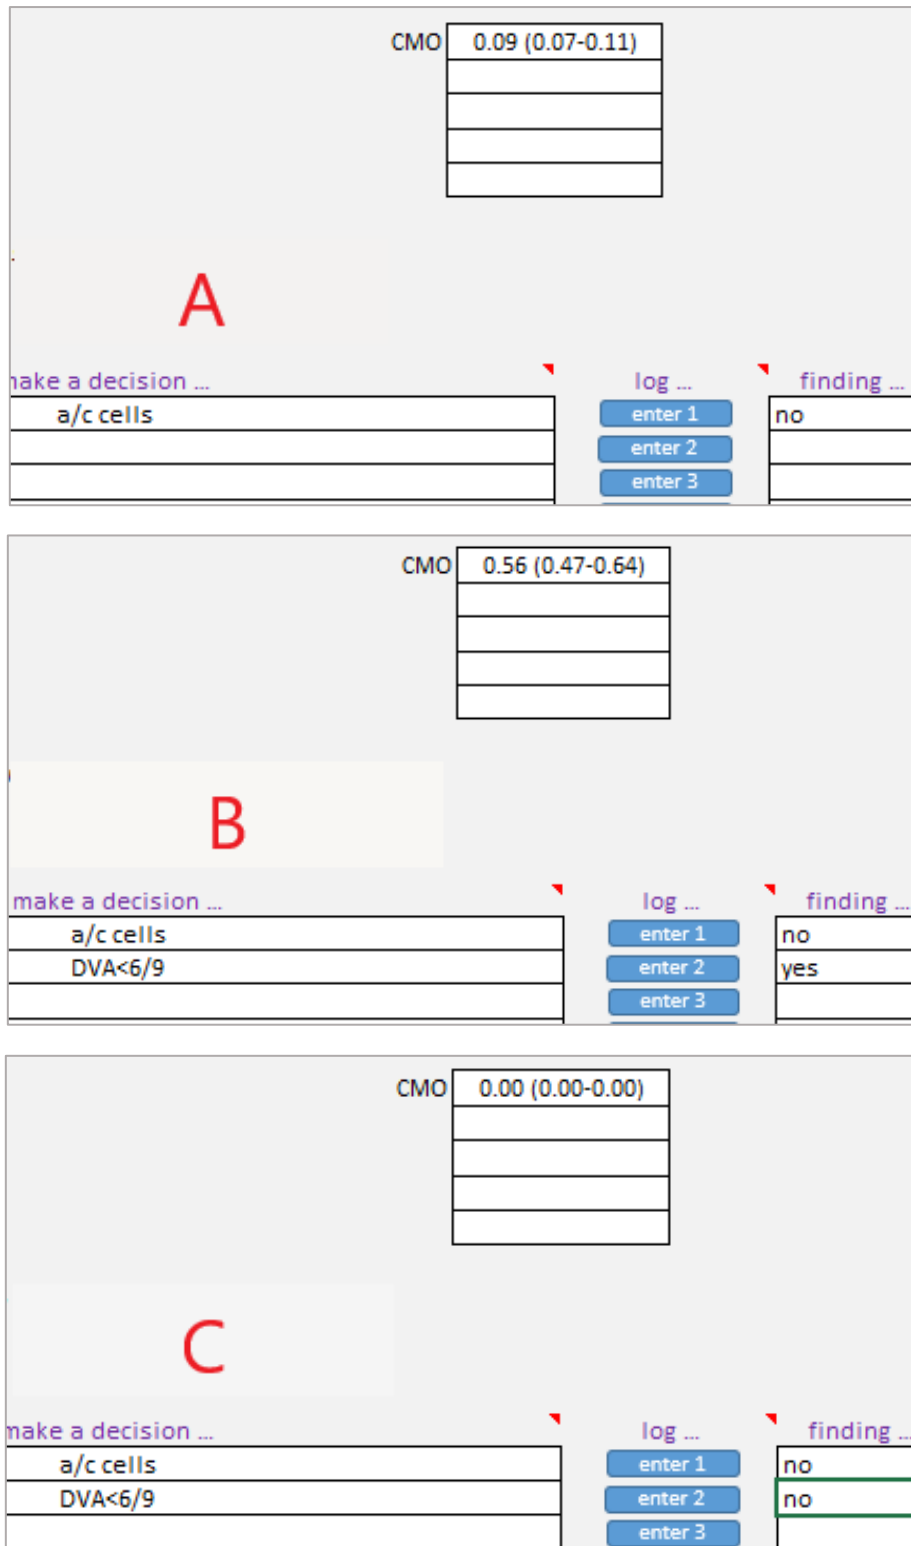 CMO 0.09 (0.07-0.11)
A
make a decision ... log ... finding ...
a/c cells enter 1 no
enter 2
enter 3
CMO 0.56 (0.47-0.64)
B
make a decision ... log ... finding ...
a/c cells enter 1 no
DVA<6/9 enter 2 yes
enter 3
CMO 0.00 (0.00-0.00)
C
make a decision ... log ... finding ...
a/c cells enter 1 no
DVA<6/9 enter 2 no
enter 3